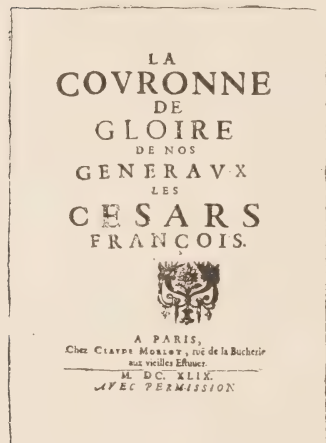 LA
COVRONNE
DE
GLOIRE
DE NOS
GENERAVX
LES
CESARS
FRANÇOIS.
A PARIS,
Chez CLAVDE MORLOT, ruë de la Bucherie
aux vieilles Estuues.
M. DC. XLIX.
AVEC PERMISSION